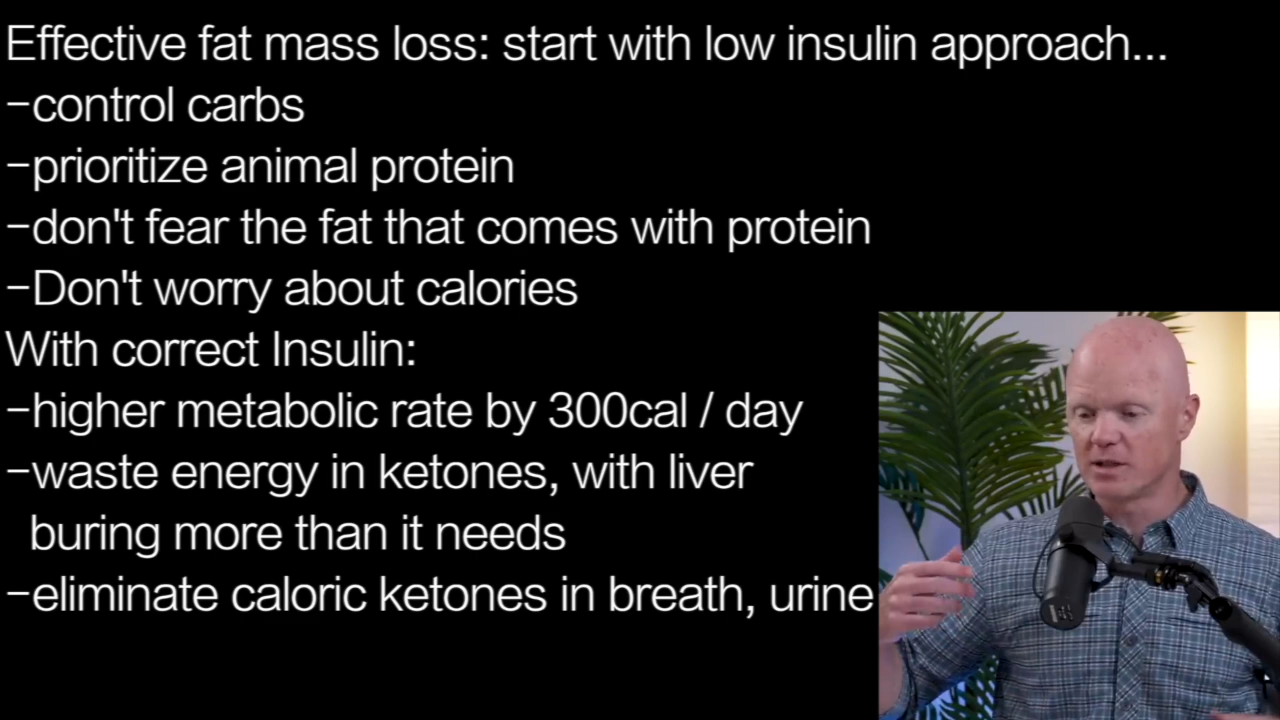 Effective fat mass loss: start with low insulin approach...
-control carbs
-prioritize animal protein
-don't fear the fat that comes with protein
-Don't worry about calories
With correct Insulin:
-higher metabolic rate by 300cal / day
-waste energy in ketones, with liver
buring more than it needs
-eliminate caloric ketones in breath, urine